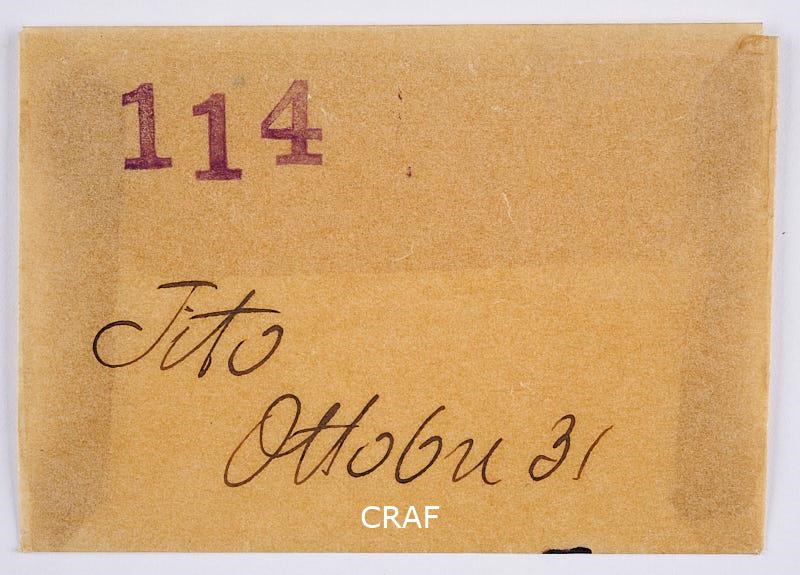 114
Tito
Ottobre 31
CRAF